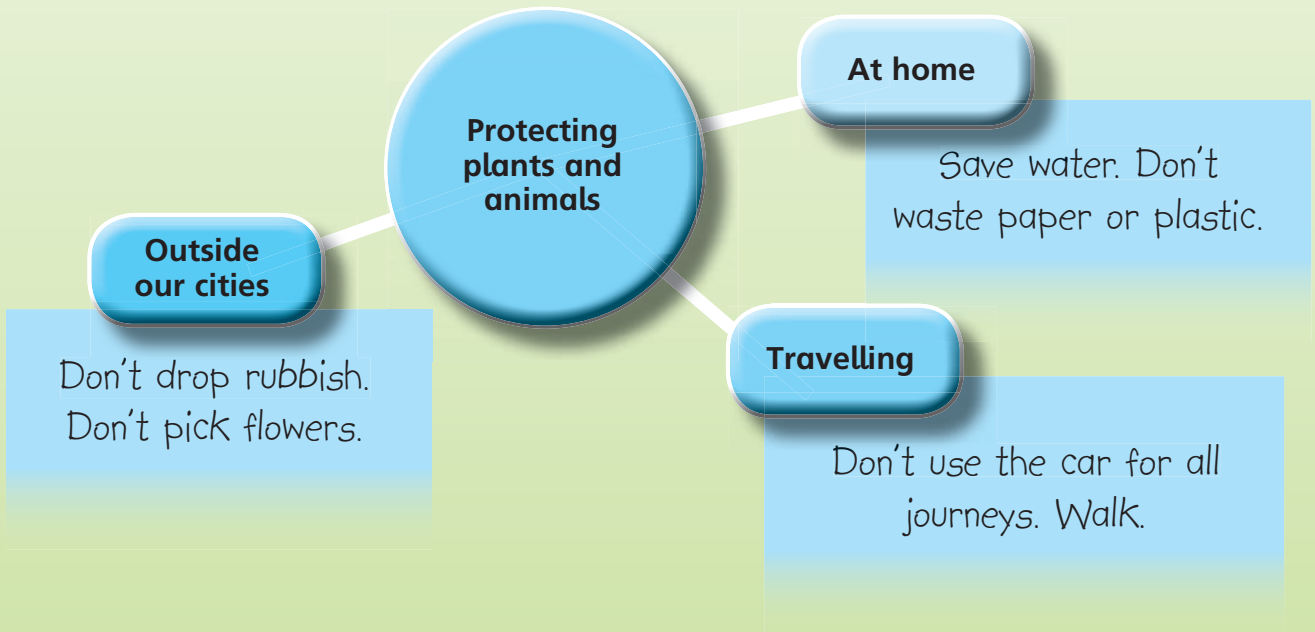 Protecting
plants and
animals
At home
Save water. Don't
waste paper or plastic.
Outside
our cities
Don't drop rubbish.
Don't pick flowers.
Travelling
Don't use the car for all
journeys. Walk.